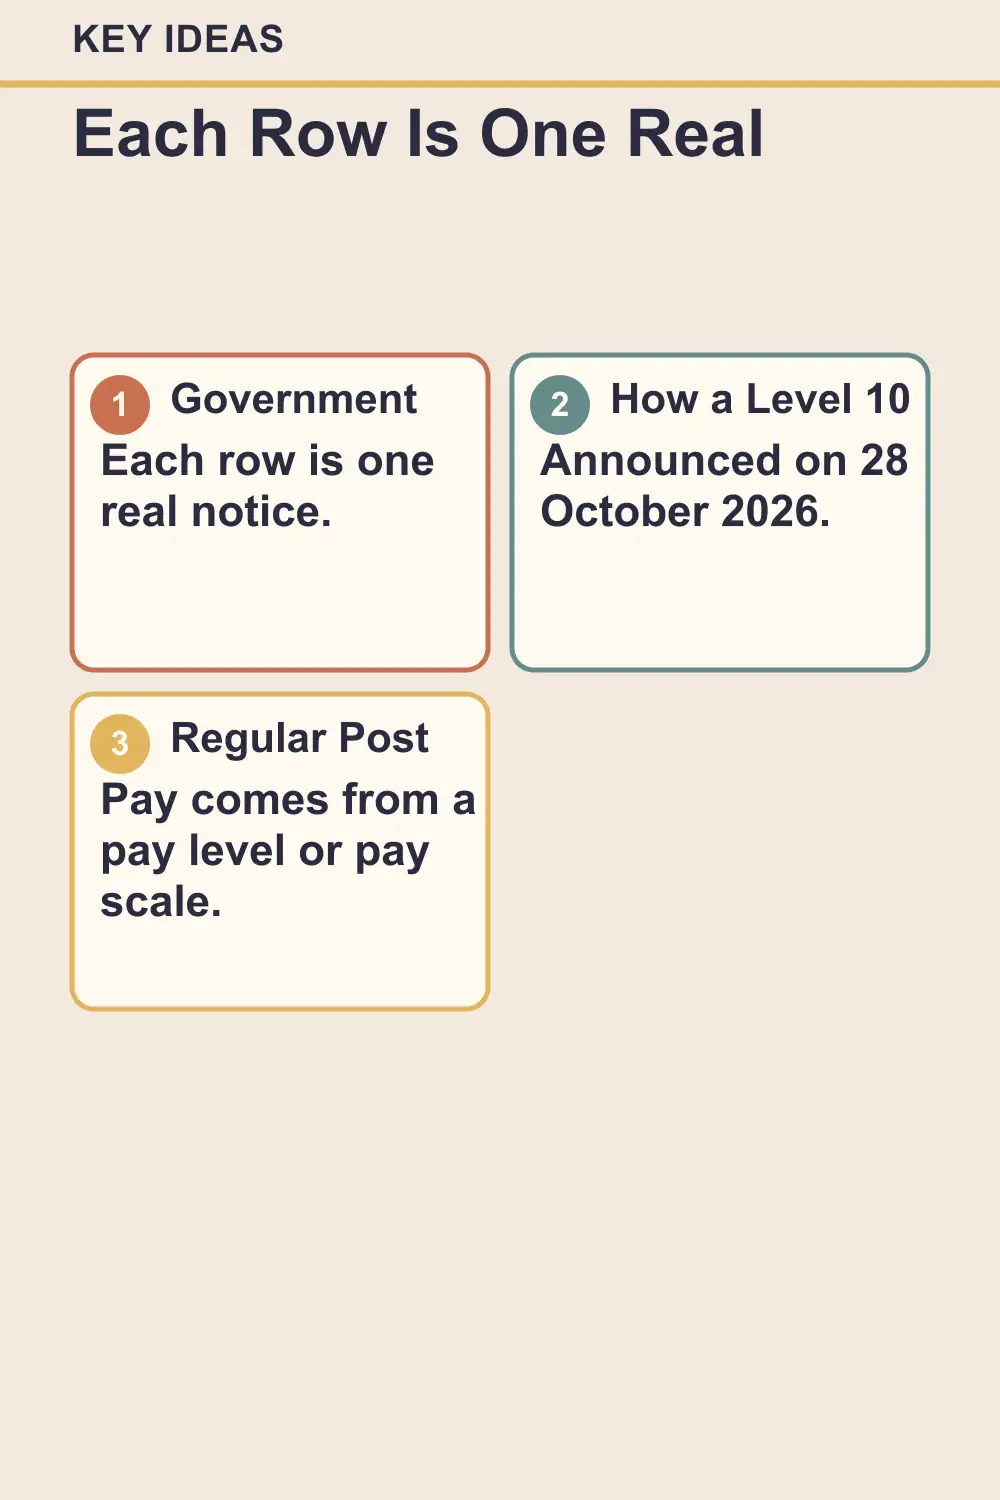 KEY IDEAS
Each Row Is One Real
1 Government
Each row is one
real notice.
2 How a Level 10
Announced on 28
October 2026.
3 Regular Post
Pay comes from a
pay level or pay
scale.